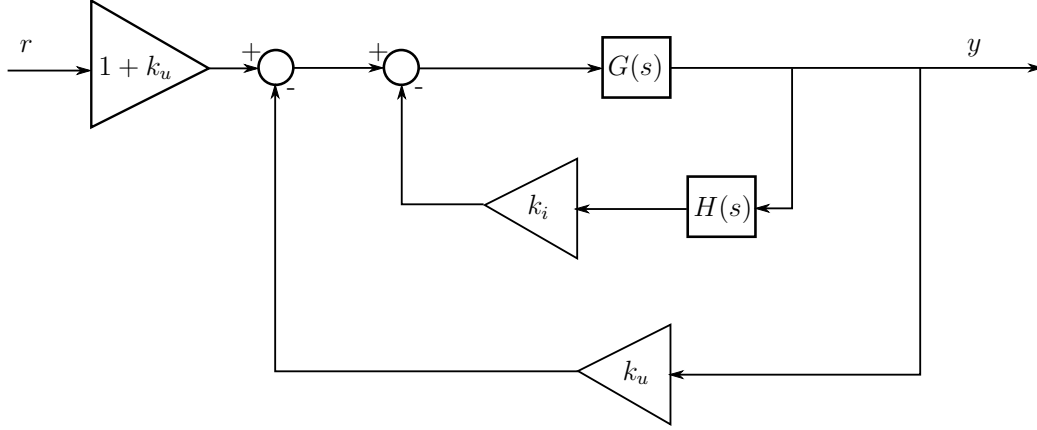 r
1 + k_u
+
-
+
-
G(s)
y
k_i
H(s)
k_u